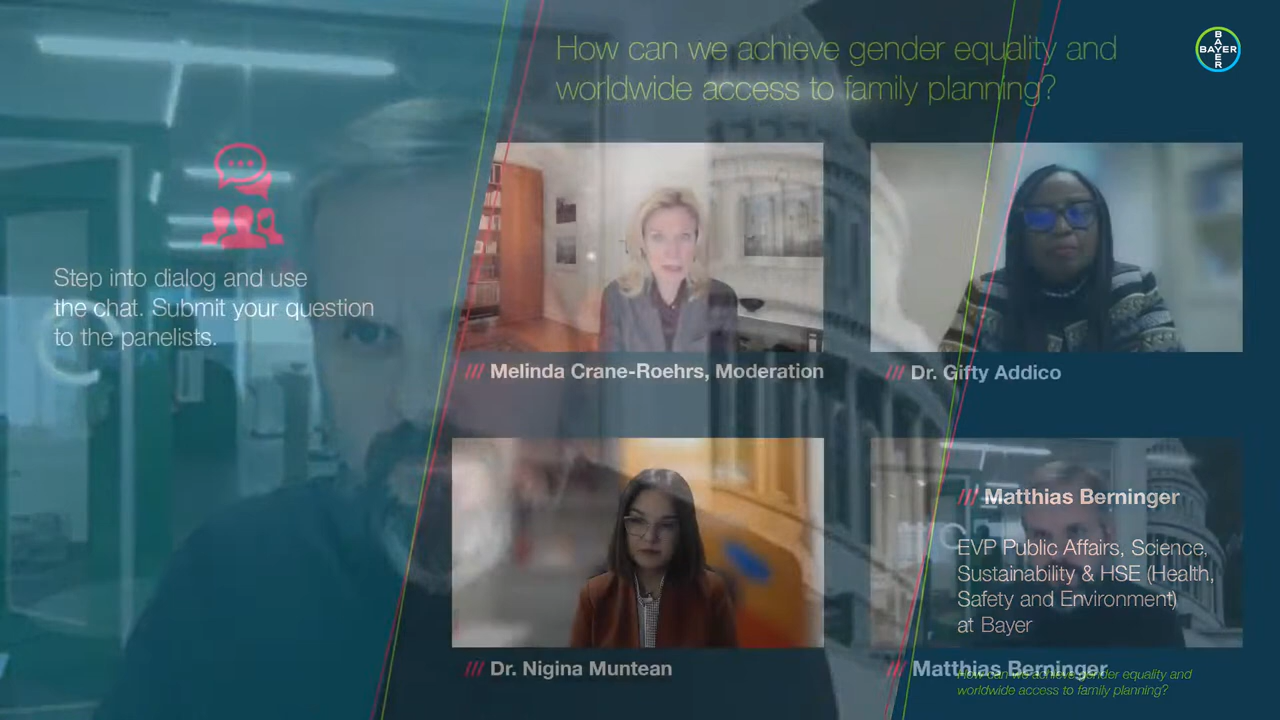 How can we achieve gender equality and
worldwide access to family planning?
BAYER
BAYER
Step into dialog and use
the chat. Submit your question
to the panelists.
/// Melinda Crane-Roehrs, Moderation
/// Dr. Gifty Addico
/// Matthias Berninger
EVP Public Affairs, Science,
Sustainability & HSE (Health,
Safety and Environment)
at Bayer
/// Dr. Nigina Muntean
/// Matthias Berninger
How can we achieve gender equality and
worldwide access to family planning?